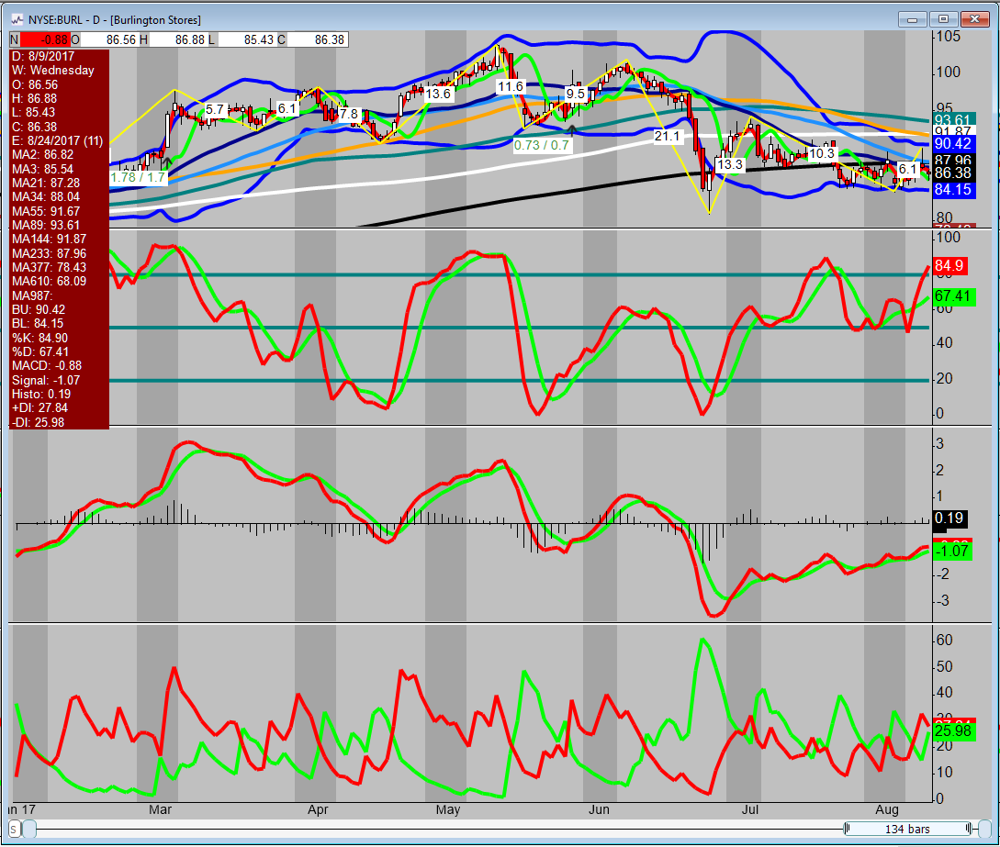 NYSE:BURL - D - [Burlington Stores]
N -0.88 O 86.56 H 86.88 L 85.43 C 86.38
D: 8/9/2017
W: Wednesday
O: 86.56
H: 86.88
L: 85.43
C: 86.38
E: 8/24/2017 (11)
MA2: 86.82
MA3: 85.54
MA21: 87.28
MA34: 88.04
MA55: 91.67
MA89: 93.61
MA144: 91.87
MA233: 87.96
MA377: 78.43
MA610: 68.09
MA987:
BU: 90.42
BL: 84.15
%K: 84.90
%D: 67.41
MACD: -0.88
Signal: -1.07
Histo: 0.19
+DI: 27.84
-DI: 25.98
1.78 / 1.7
5.7
6.1
7.8
13.6
11.6
0.73 / 0.7
9.5
21.1
13.3
10.3
6.1
105
100
95
93.61
91.87
90.42
87.96
86.38
84.15
80
100
84.9
67.41
60
40
20
0
3
2
1
0.19
-1.07
-2
-3
60
50
40
30
25.98
20
10
0
n 17 Mar Apr May Jun Jul Aug
S 134 bars